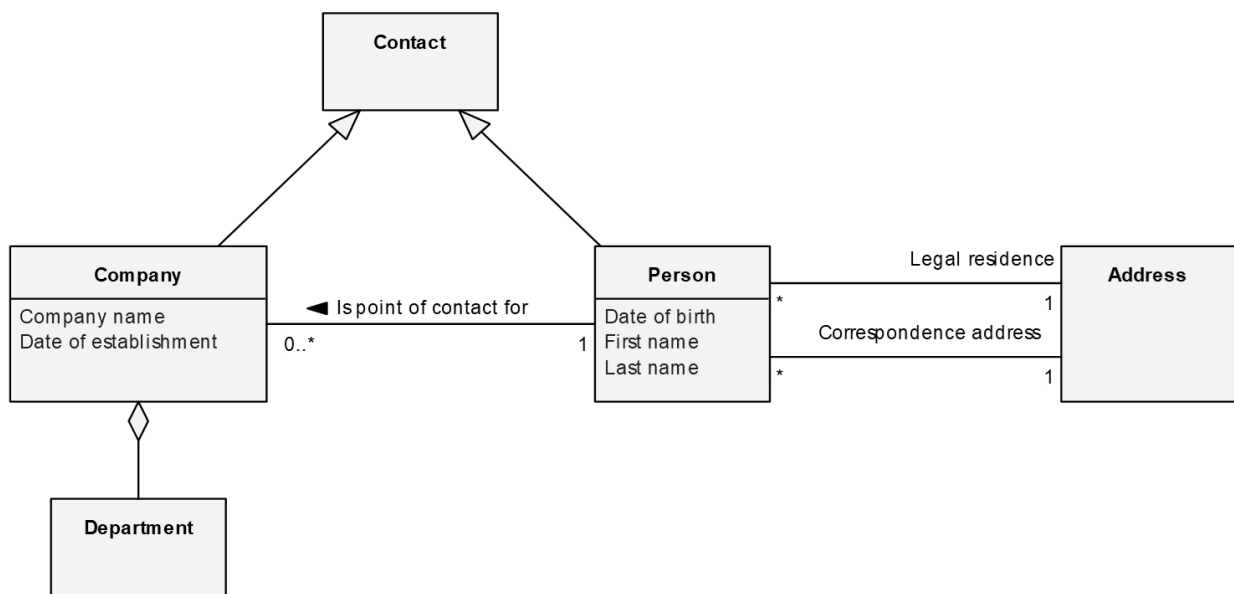 Contact
Company
Company name
Date of establishment
◄ Is point of contact for
0..*
1
Person
Date of birth
First name
Last name
Legal residence
*
1
Correspondence address
*
1
Address
Department